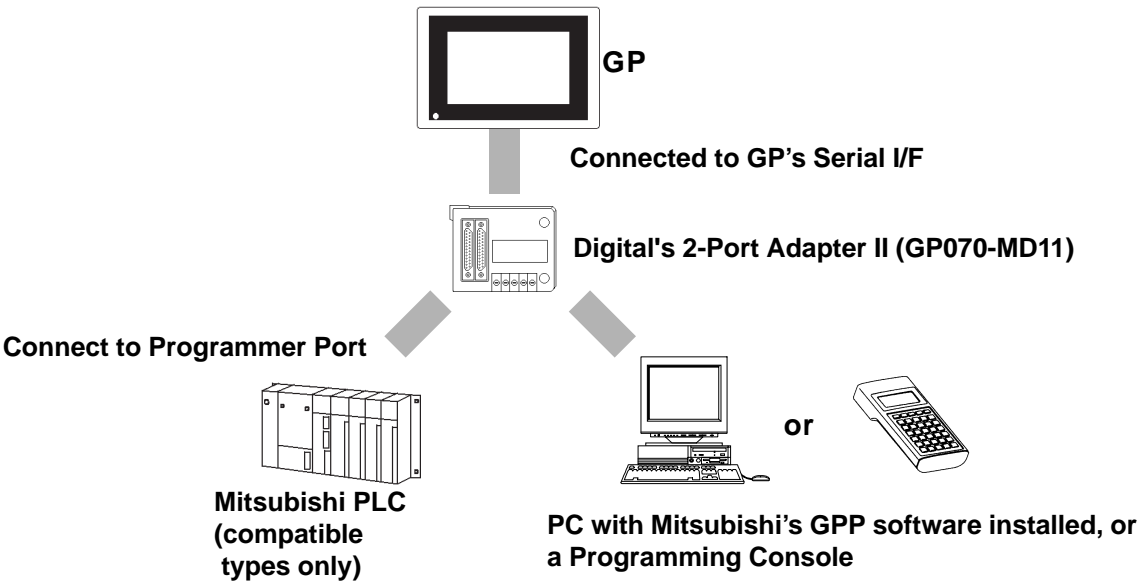 GP
Connected to GP’s Serial I/F
Digital's 2-Port Adapter II (GP070-MD11)
Connect to Programmer Port
or
Mitsubishi PLC
(compatible
types only)
PC with Mitsubishi’s GPP software installed, or
a Programming Console